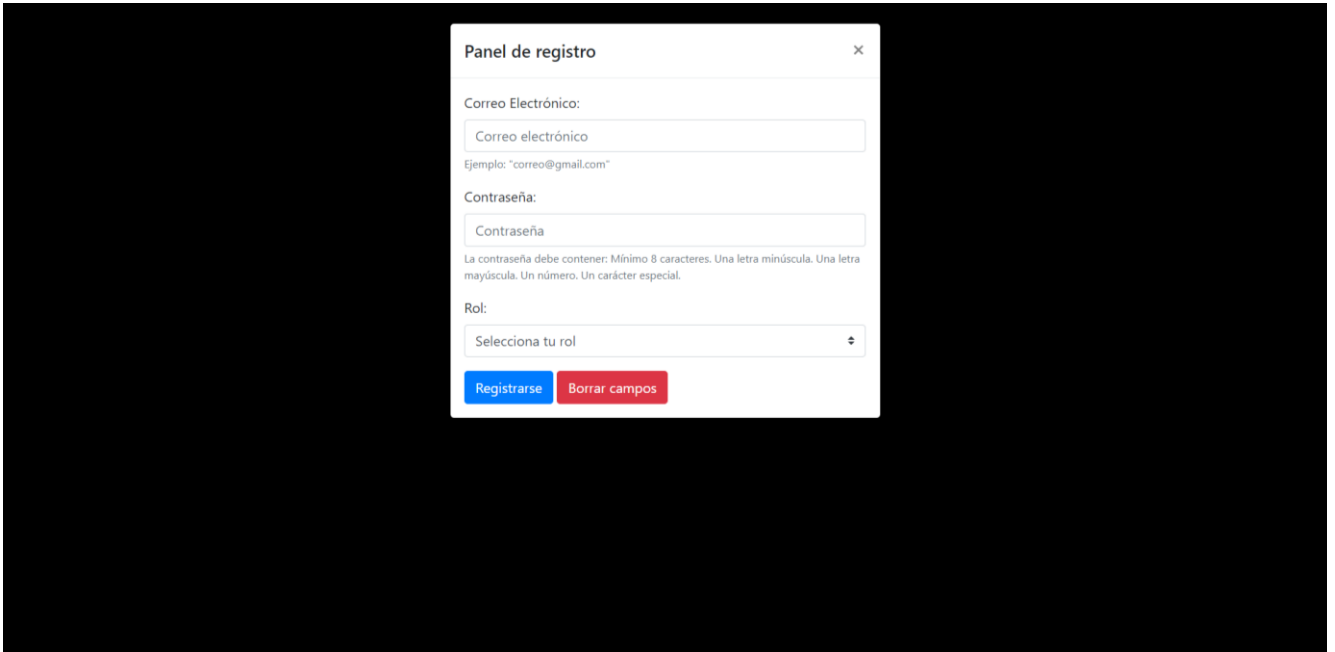 Panel de registro ×
Correo Electrónico:
Correo electrónico
Ejemplo: "correo@gmail.com"
Contraseña:
Contraseña
La contraseña debe contener: Mínimo 8 caracteres. Una letra minúscula. Una letra
mayúscula. Un número. Un carácter especial.
Rol:
Selecciona tu rol
Registrarse Borrar campos